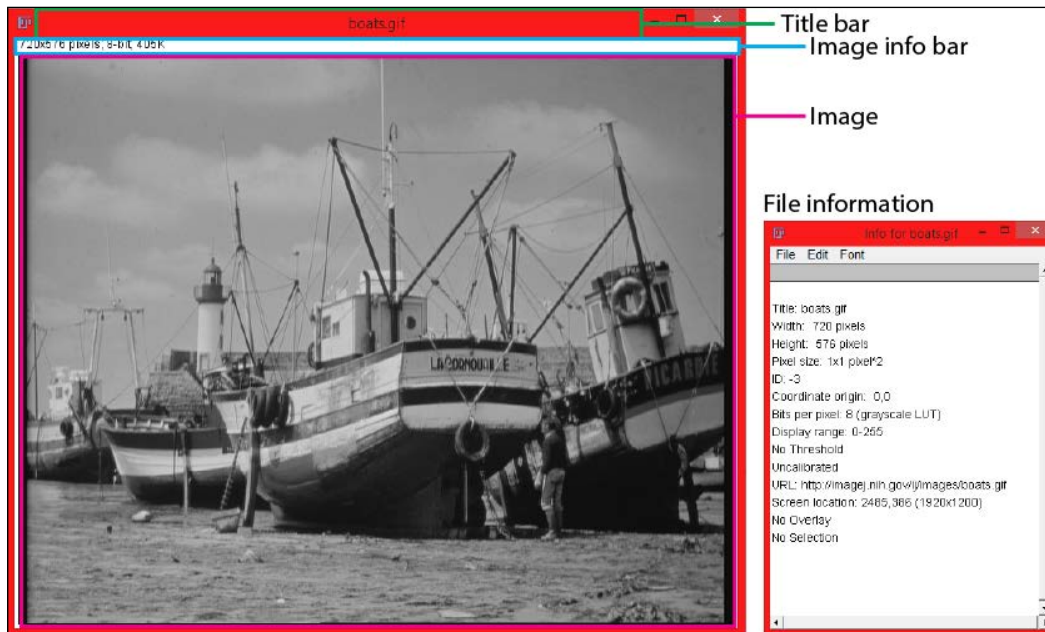 boats.gif
Title bar
720x576 pixels; 8-bit; 405K
Image info bar
Image
File information
Info for boats.gif
File Edit Font
Title: boats.gif
Width: 720 pixels
Height: 576 pixels
Pixel size: 1x1 pixel^2
ID: -3
Coordinate origin: 0,0
Bits per pixel: 8 (grayscale LUT)
Display range: 0-255
No Threshold
Uncalibrated
URL: http://imagej.nih.gov/ij/images/boats.gif
Screen location: 2485,386 (1920x1200)
No Overlay
No Selection